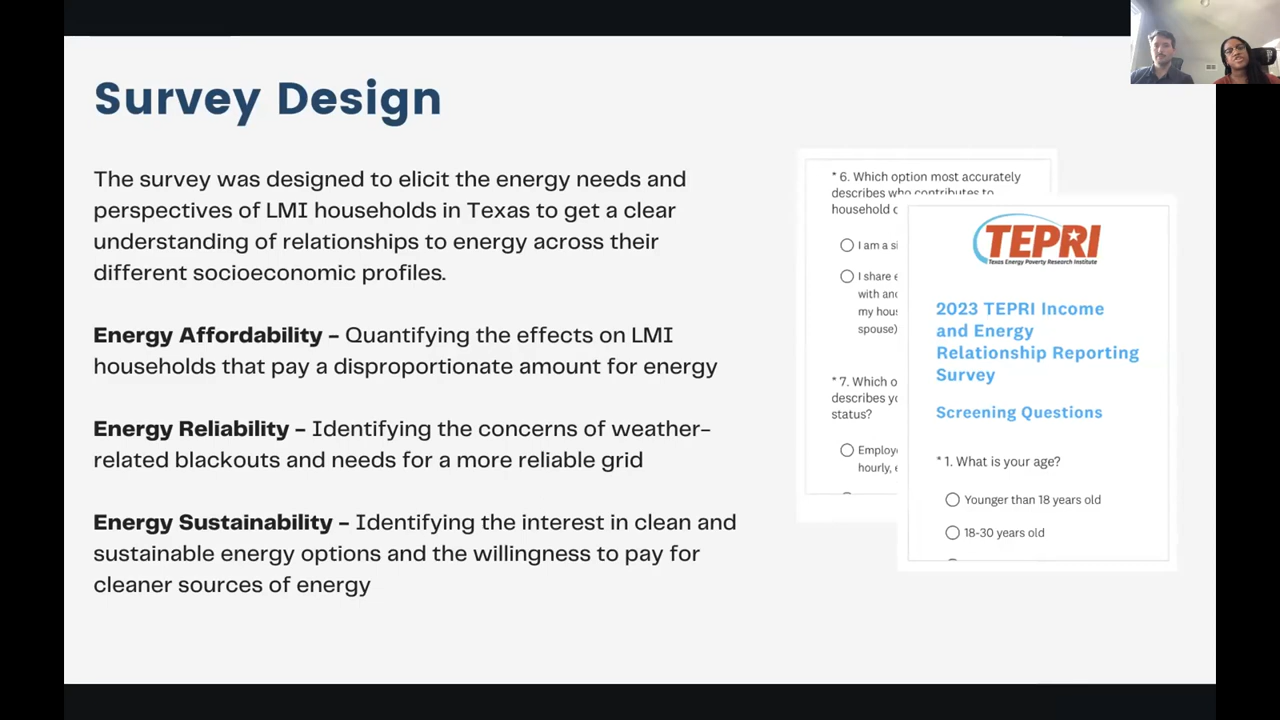 Survey Design
The survey was designed to elicit the energy needs and
perspectives of LMI households in Texas to get a clear
understanding of relationships to energy across their
different socioeconomic profiles.
Energy Affordability – Quantifying the effects on LMI
households that pay a disproportionate amount for energy
Energy Reliability – Identifying the concerns of weather-
related blackouts and needs for a more reliable grid
Energy Sustainability – Identifying the interest in clean and
sustainable energy options and the willingness to pay for
cleaner sources of energy
* 6. Which option most accurately
describes who contributes to
household
I am a
I share
with
my
spouse)
* 7. Which
describes
status?
hourly,
TEPRI
Texas Energy Poverty Research Institute
2023 TEPRI Income
and Energy
Relationship Reporting
Survey
Screening Questions
* 1. What is your age?
Younger than 18 years old
18-30 years old